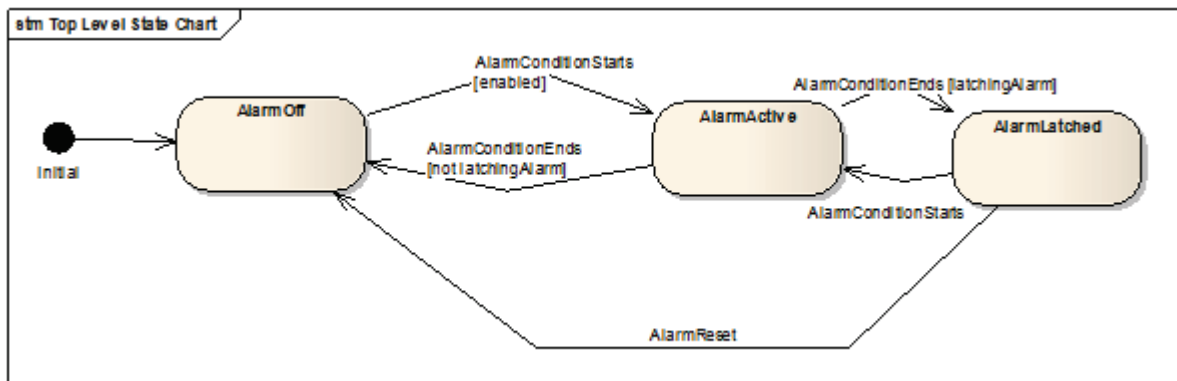 stm Top Level State Chart
AlarmConditionStarts
[enabled]
AlarmConditionEnds [latchingAlarm]
AlarmOff
AlarmActive
AlarmLatched
Initial
AlarmConditionEnds
[not latchingAlarm]
AlarmConditionStarts
AlarmReset